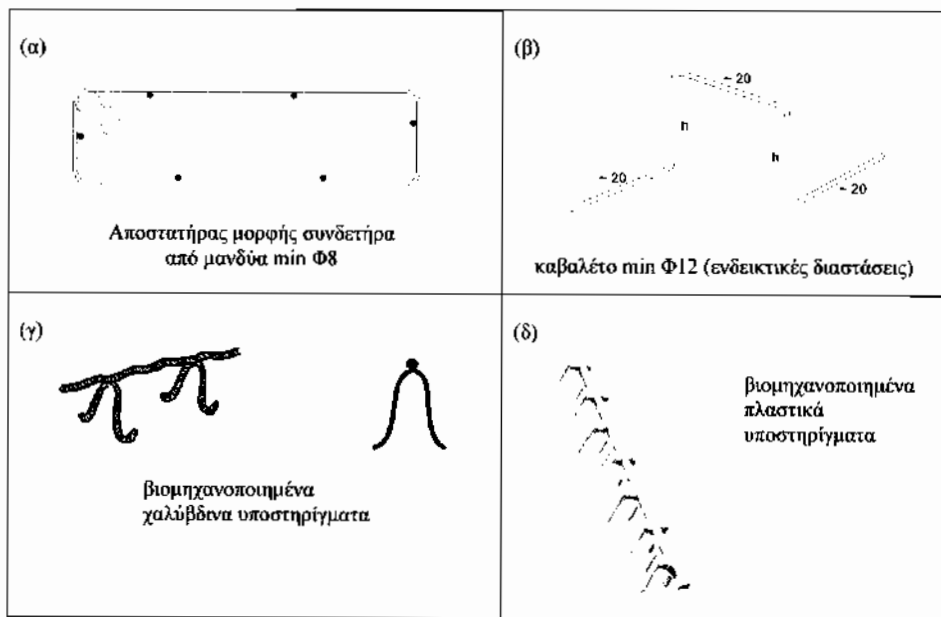 (α)
Αποστατήρας μορφής συνδετήρα
από μανδύα min Φ8
(β)
~ 20
h
h
~ 20
~ 20
καβαλέτο min Φ12 (ενδεικτικές διαστάσεις)
(γ)
βιομηχανοποιημένα
χαλύβδινα υποστηρίγματα
(δ)
βιομηχανοποιημένα
πλαστικά
υποστηρίγματα